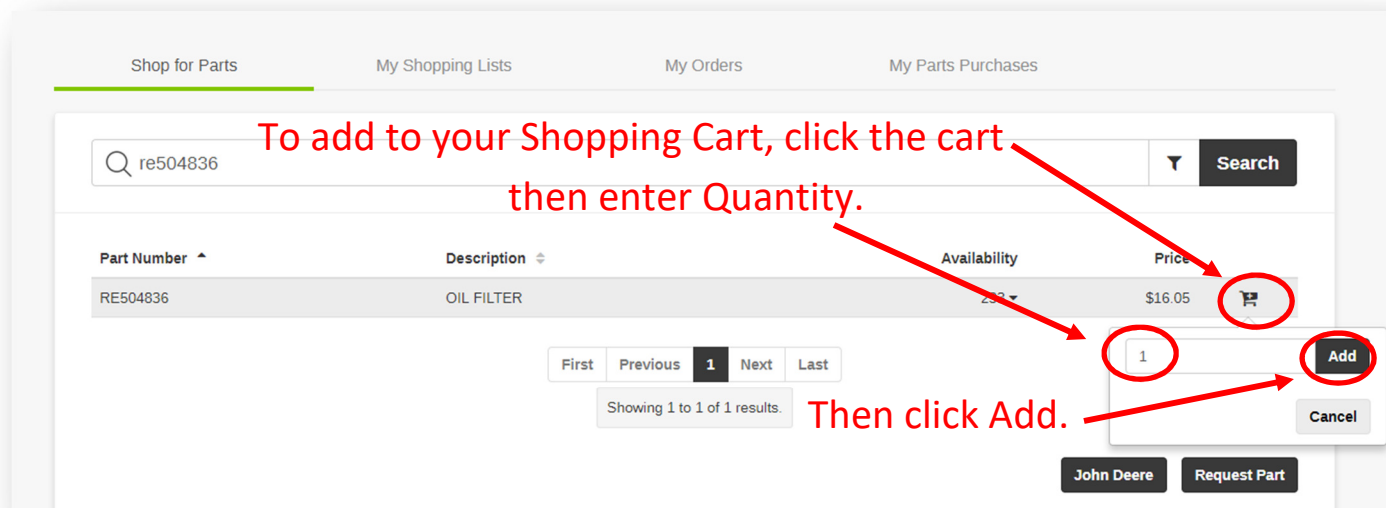 Shop for Parts My Shopping Lists My Orders My Parts Purchases
To add to your Shopping Cart, click the cart
re504836 Search
then enter Quantity.
Part Number Description Availability Price
RE504836 OIL FILTER $16.05
1 Add
First Previous 1 Next Last
Showing 1 to 1 of 1 results.
Then click Add.
Cancel
John Deere Request Part